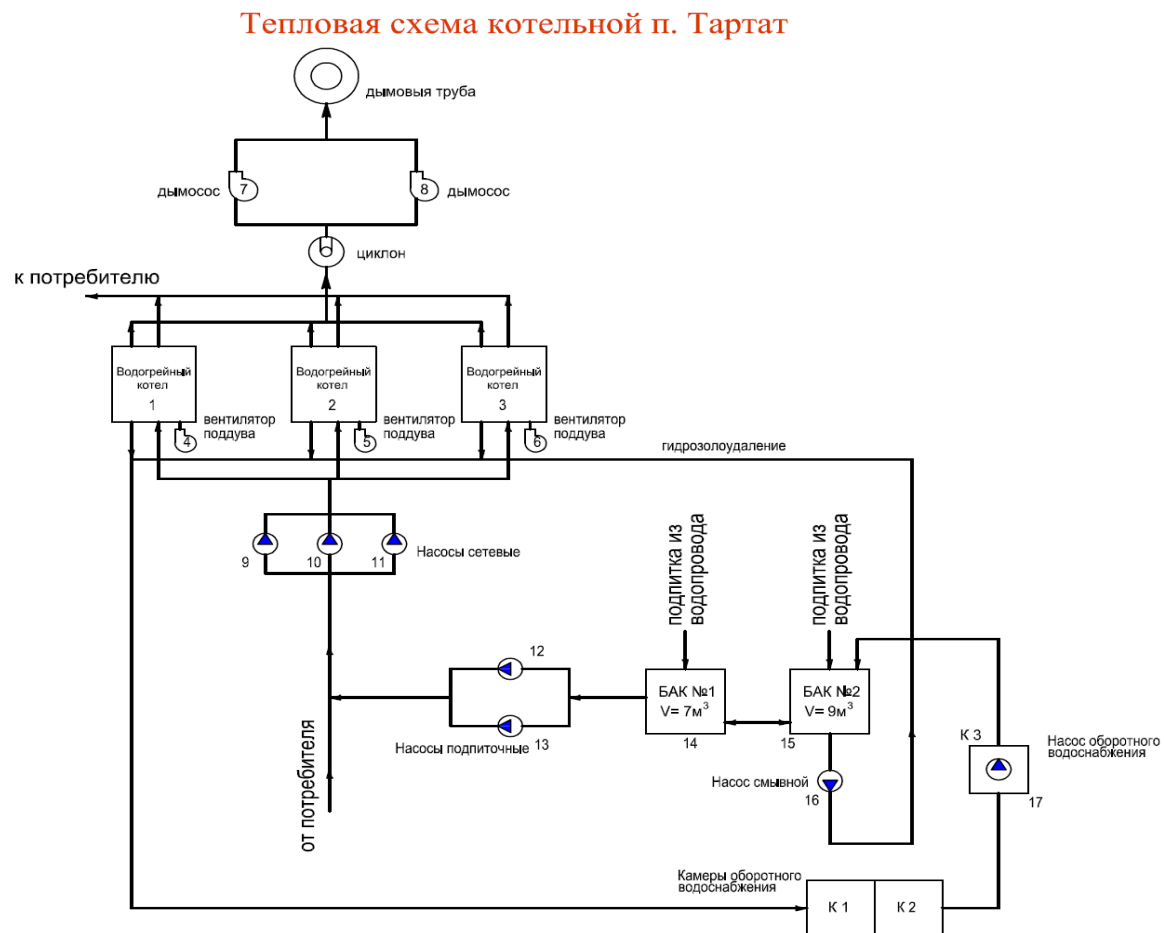 Тепловая схема котельной п. Тартат
дымовыя труба
дымосос
7
8
дымосос
циклон
к потребителю
Водогрейный
котел
1
Водогрейный
котел
2
Водогрейный
котел
3
4
вентилятор
поддува
5
вентилятор
поддува
6
вентилятор
поддува
гидрозолоудаление
9
10
11
Насосы сетевые
подпитка из
водопровода
подпитка из
водопровода
12
БАК №1
V= 7м³
14
БАК №2
V= 9м³
15
Насосы подпиточные
13
от потребителя
Насос смывной
16
К 3
Насос оборотного
водоснабжения
17
Камеры оборотного
водоснабжения
К 1
К 2